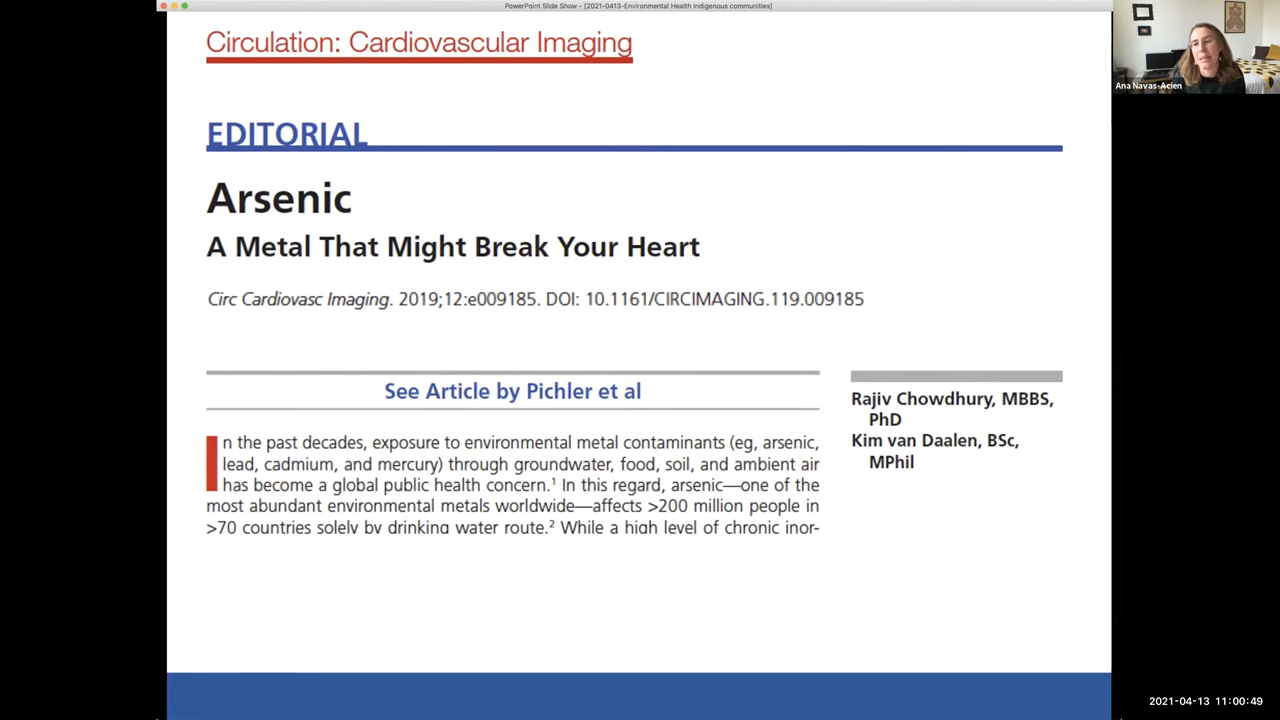 PowerPoint Slide Show - [2021-0413-Environmental Health Indigenous communities]
Circulation: Cardiovascular Imaging
EDITORIAL
Arsenic
A Metal That Might Break Your Heart
Circ Cardiovasc Imaging. 2019;12:e009185. DOI: 10.1161/CIRCIMAGING.119.009185
See Article by Pichler et al
In the past decades, exposure to environmental metal contaminants (eg, arsenic,
lead, cadmium, and mercury) through groundwater, food, soil, and ambient air
has become a global public health concern.¹ In this regard, arsenic—one of the
most abundant environmental metals worldwide—affects >200 million people in
>70 countries solely by drinking water route.² While a high level of chronic inor-
Rajiv Chowdhury, MBBS,
PhD
Kim van Daalen, BSc,
MPhil
Ana Navas-Acien
2021-04-13 11:00:49